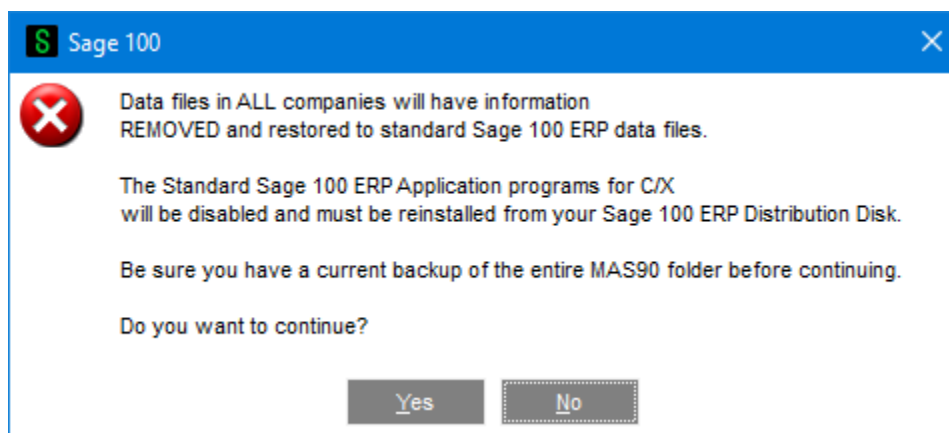 S Sage 100
Data files in ALL companies will have information
REMOVED and restored to standard Sage 100 ERP data files.
The Standard Sage 100 ERP Application programs for C/X
will be disabled and must be reinstalled from your Sage 100 ERP Distribution Disk.
Be sure you have a current backup of the entire MAS90 folder before continuing.
Do you want to continue?
Yes No